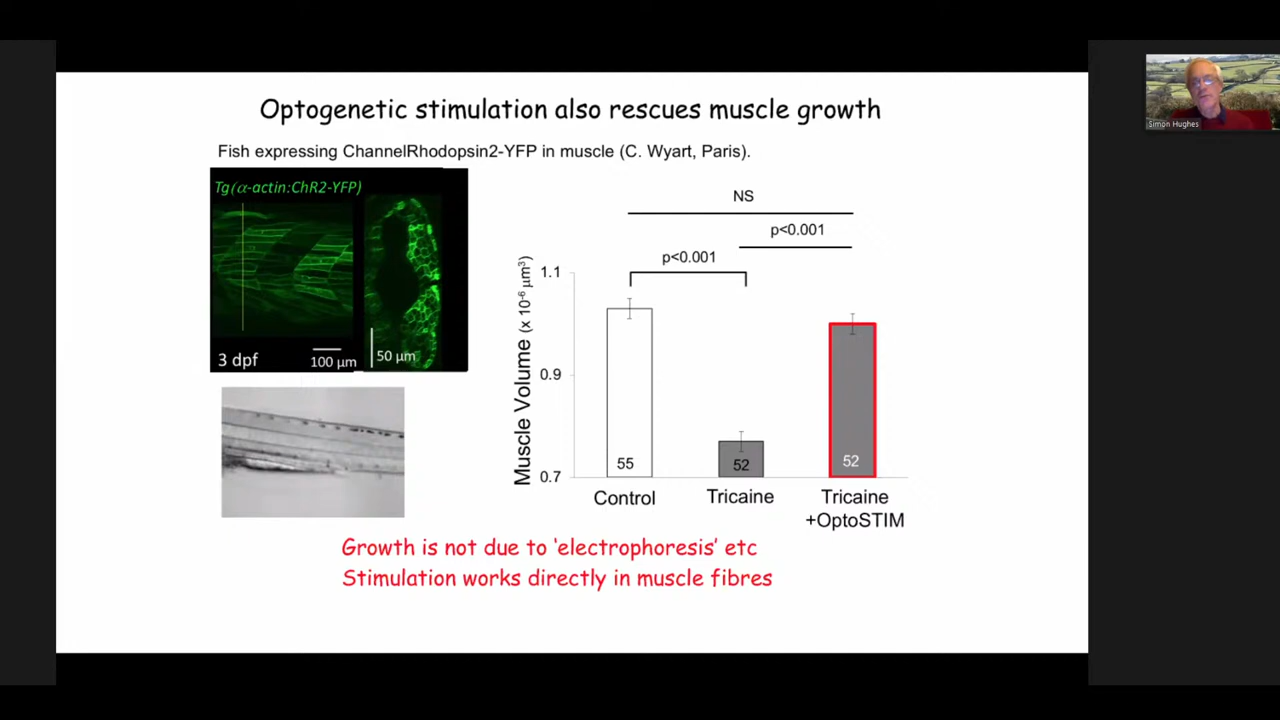 Optogenetic stimulation also rescues muscle growth
Fish expressing ChannelRhodopsin2-YFP in muscle (C. Wyart, Paris).
Tg(α-actin:ChR2-YFP)
3 dpf
100 µm
50 µm
NS
p<0.001
p<0.001
Muscle Volume (x 10⁻⁶ µm³)
1.1
0.9
0.7
55
52
52
Control
Tricaine
Tricaine
+OptoSTIM
Growth is not due to ‘electrophoresis’ etc
Stimulation works directly in muscle fibres
Simon Hughes